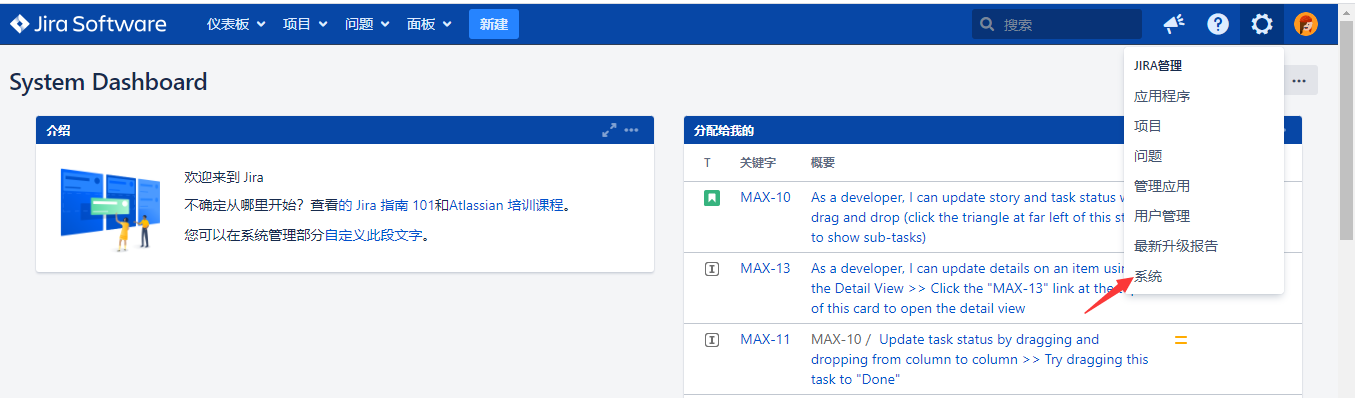 Jira Software 仪表板 项目 问题 面板 新建 搜索
System Dashboard
JIRA管理
应用程序
项目
问题
管理应用
用户管理
最新升级报告
系统
介绍
欢迎来到 Jira
不确定从哪里开始？查看的 Jira 指南 101和Atlassian 培训课程。
您可以在系统管理部分自定义此段文字。
分配给我的
T 关键字 概要
MAX-10 As a developer, I can update story and task status
drag and drop (click the triangle at far left of this
to show sub-tasks)
MAX-13 As a developer, I can update details on an item
the Detail View >> Click the "MAX-13" link at the
of this card to open the detail view
MAX-11 MAX-10 / Update task status by dragging and
dropping from column to column >> Try dragging this
task to "Done"